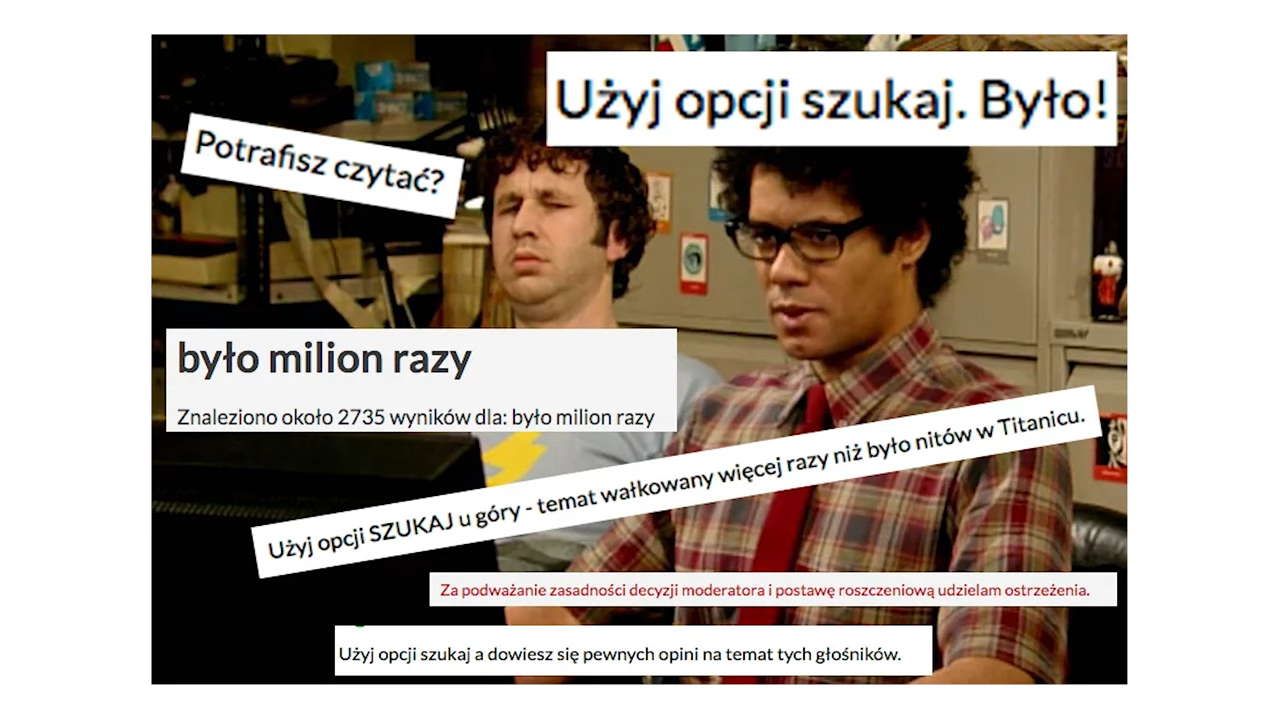 Użyj opcji szukaj. Było!
Potrafisz czytać?
było milion razy
Znaleziono około 2735 wyników dla: było milion razy
Użyj opcji SZUKAJ u góry - temat wałkowany więcej razy niż było nitów w Titanicu.
Za podważanie zasadności decyzji moderatora i postawę roszczeniową udzielam ostrzeżenia.
Użyj opcji szukaj a dowiesz się pewnych opini na temat tych głośników.